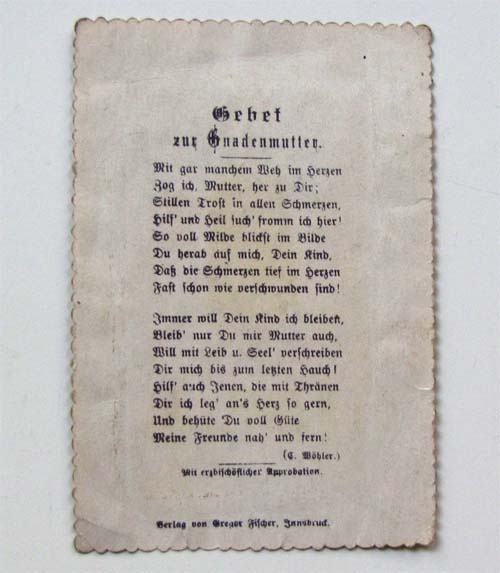 Gebet
zur Gnadenmutter.
Mit gar manchem Weh im Herzen
Zog ich, Mutter, her zu Dir;
Stillen Trost in allen Schmerzen,
Hilf' und Heil such' fromm ich hier!
So voll Milde blickst im Bilde
Du herab auf mich, Dein Kind,
Daß die Schmerzen tief im Herzen
Fast schon wie verschwunden sind!
Immer will Dein Kind ich bleiben,
Bleib' nur Du mir Mutter auch,
Will mit Leib u. Seel' verschreiben
Dir mich bis zum letzten Hauch!
Hilf' auch Jenen, die mit Thränen
Dir ich leg' an's Herz so gern,
Und behüte Du voll Güte
Meine Freunde nah' und fern!
(C. Wöhler.)
Mit erzbischöflicher Approbation.
Verlag von Gregor Fischer, Innsbruck.